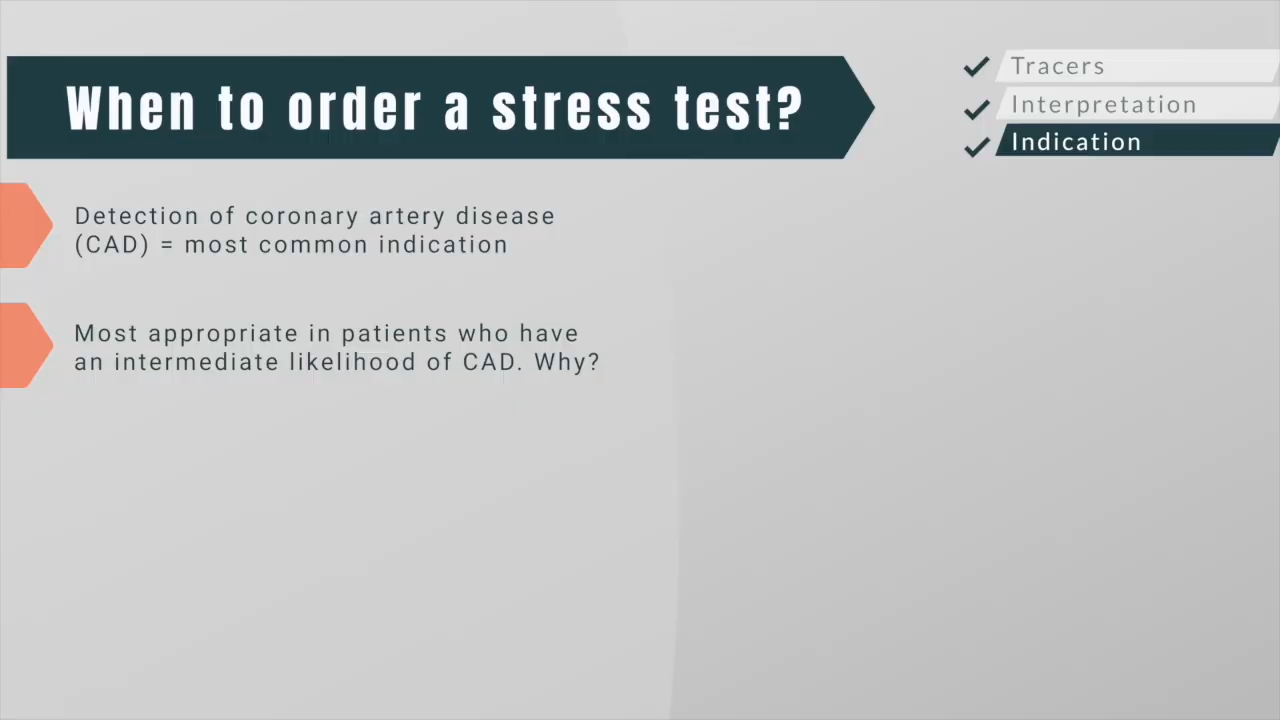 When to order a stress test?
Tracers
Interpretation
Indication
Detection of coronary artery disease
(CAD) = most common indication
Most appropriate in patients who have
an intermediate likelihood of CAD. Why?